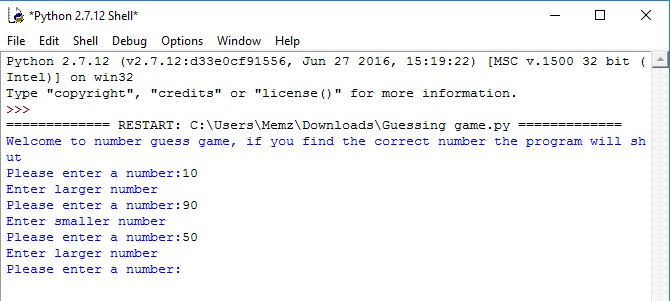 *Python 2.7.12 Shell*
File Edit Shell Debug Options Window Help
Python 2.7.12 (v2.7.12:d33e0cf91556, Jun 27 2016, 15:19:22) [MSC v.1500 32 bit (
Intel)] on win32
Type "copyright", "credits" or "license()" for more information.
>>>
============= RESTART: C:\Users\Memz\Downloads\Guessing game.py =============
Welcome to number guess game, if you find the correct number the program will sh
ut
Please enter a number:10
Enter larger number
Please enter a number:90
Enter smaller number
Please enter a number:50
Enter larger number
Please enter a number: